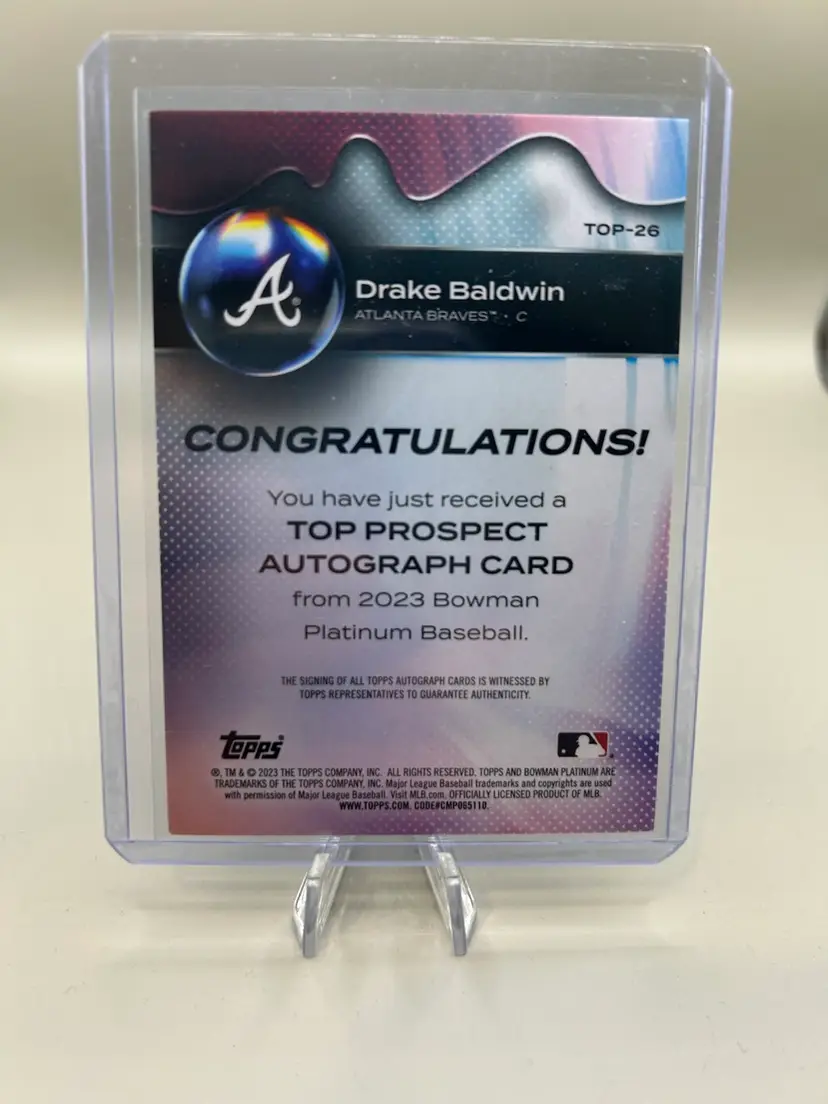 TOP-26
A®
Drake Baldwin
ATLANTA BRAVES™ · C
CONGRATULATIONS!
You have just received a
TOP PROSPECT
AUTOGRAPH CARD
from 2023 Bowman
Platinum Baseball.
THE SIGNING OF ALL TOPPS AUTOGRAPH CARDS IS WITNESSED BY
TOPPS REPRESENTATIVES TO GUARANTEE AUTHENTICITY.
Topps®
®, TM & © 2023 THE TOPPS COMPANY, INC. ALL RIGHTS RESERVED. TOPPS AND BOWMAN PLATINUM ARE
TRADEMARKS OF THE TOPPS COMPANY, INC. Major League Baseball trademarks and copyrights are used
with permission of Major League Baseball. Visit MLB.com. OFFICIALLY LICENSED PRODUCT OF MLB.
WWW.TOPPS.COM. CODE#CMP065110.